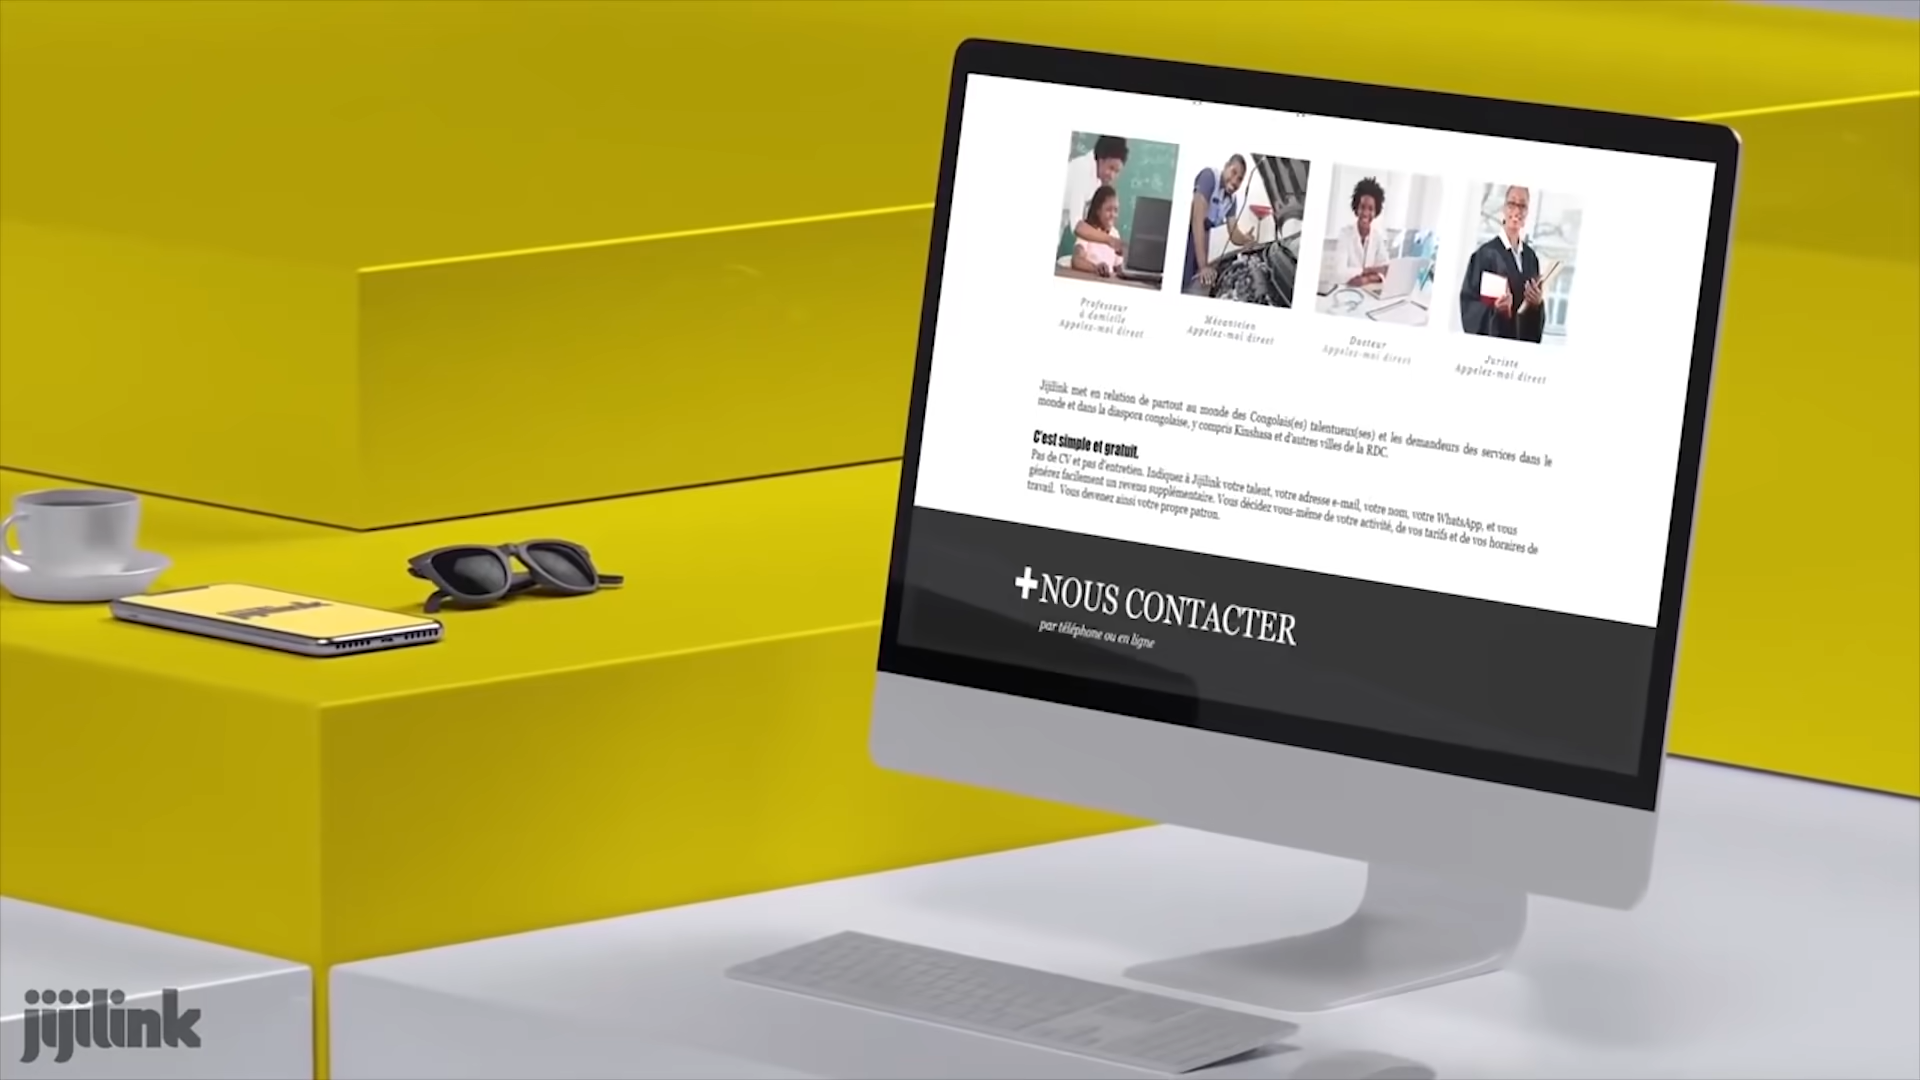 Professeur
à domicile
Appelez-moi direct
Mécanicien
Appelez-moi direct
Docteur
Appelez-moi direct
Juriste
Appelez-moi direct
Jijilink met en relation de partout au monde des Congolais(es) talentueux(ses) et les demandeurs des services dans le
monde et dans la diaspora congolaise, y compris Kinshasa et d'autres villes de la RDC.
C'est simple et gratuit.
Pas de CV et pas d'entretien. Indiquez à Jijilink votre talent, votre adresse e-mail, votre nom, votre WhatsApp, et vous
générez facilement un revenu supplémentaire. Vous décidez vous-même de votre activité, de vos tarifs et de vos horaires de
travail. Vous devenez ainsi votre propre patron.
+NOUS CONTACTER
par téléphone ou en ligne
jijilink
jijilink